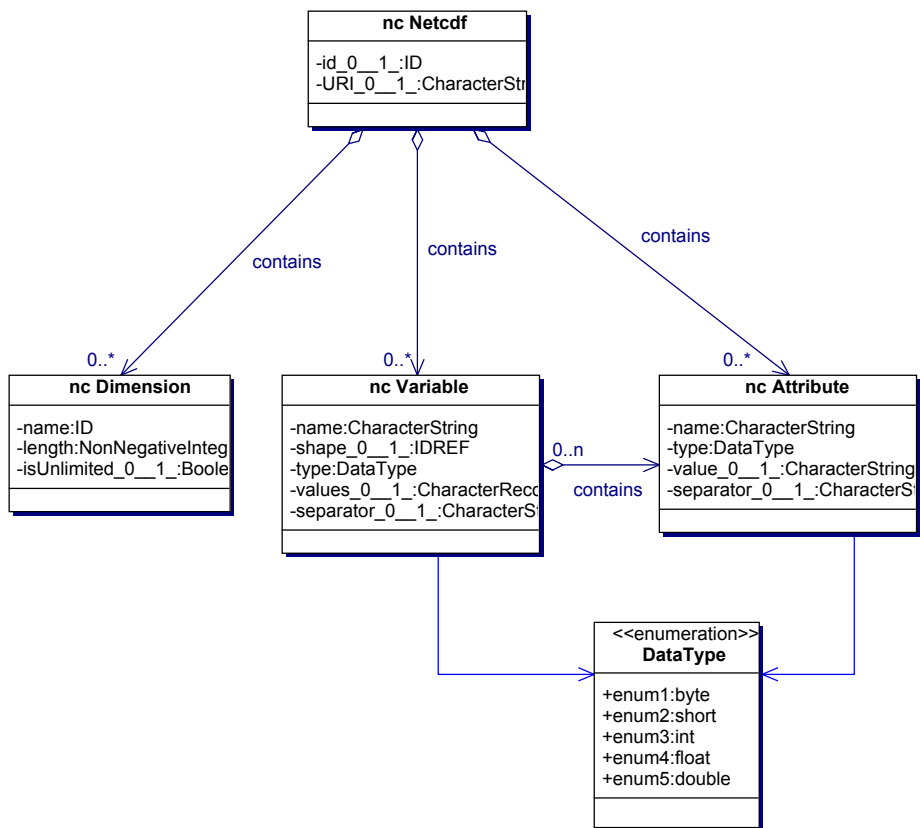 nc Netcdf
-id_0__1_:ID
-URI_0__1_:CharacterStr
contains
contains
contains
0..*
0..*
0..*
nc Dimension
-name:ID
-length:NonNegativeInteg
-isUnlimited_0__1_:Boole
nc Variable
-name:CharacterString
-shape_0__1_:IDREF
-type:DataType
-values_0__1_:CharacterReco
-separator_0__1_:CharacterSt
0..n
contains
nc Attribute
-name:CharacterString
-type:DataType
-value_0__1_:CharacterString
-separator_0__1_:CharacterSt
<<enumeration>>
DataType
+enum1:byte
+enum2:short
+enum3:int
+enum4:float
+enum5:double